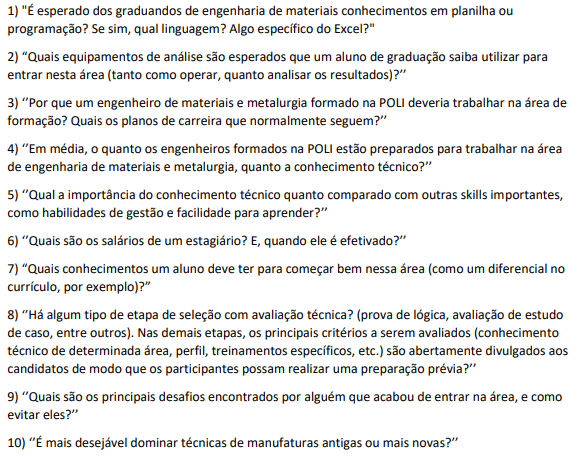 1) "É esperado dos graduandos de engenharia de materiais conhecimentos em planilha ou
programação? Se sim, qual linguagem? Algo específico do Excel?"
2) “Quais equipamentos de análise são esperados que um aluno de graduação saiba utilizar para
entrar nesta área (tanto como operar, quanto analisar os resultados)?’’
3) ‘’Por que um engenheiro de materiais e metalurgia formado na POLI deveria trabalhar na área de
formação? Quais os planos de carreira que normalmente seguem?’’
4) ‘’Em média, o quanto os engenheiros formados na POLI estão preparados para trabalhar na área
de engenharia de materiais e metalurgia, quanto a conhecimento técnico?’’
5) ‘’Qual a importância do conhecimento técnico quanto comparado com outras skills importantes,
como habilidades de gestão e facilidade para aprender?’’
6) ‘’Quais são os salários de um estagiário? E, quando ele é efetivado?’’
7) “Quais conhecimentos um aluno deve ter para começar bem nessa área (como um diferencial no
currículo, por exemplo)?”
8) ‘’Há algum tipo de etapa de seleção com avaliação técnica? (prova de lógica, avaliação de estudo
de caso, entre outros). Nas demais etapas, os principais critérios a serem avaliados (conhecimento
técnico de determinada área, perfil, treinamentos específicos, etc.) são abertamente divulgados aos
candidatos de modo que os participantes possam realizar uma preparação prévia?’’
9) ‘’Quais são os principais desafios encontrados por alguém que acabou de entrar na área, e como
evitar eles?’’
10) ‘’É mais desejável dominar técnicas de manufaturas antigas ou mais novas?’’